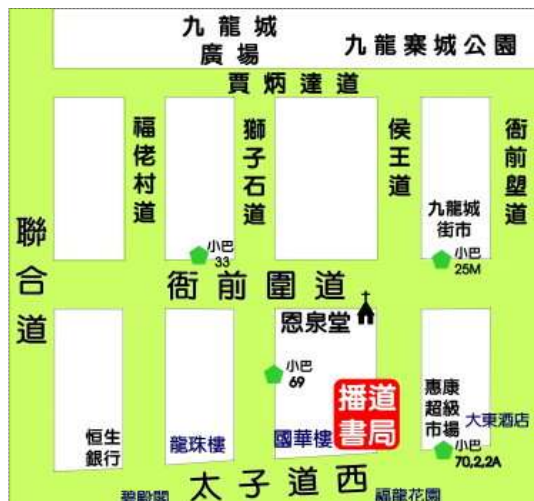 九龍城
廣場
九龍寨城公園
賈炳達道
福佬村道
獅子石道
侯王道
衙前塱道
聯合道
九龍城
街市
小巴
33
小巴
25M
衙前圍道
恩泉堂
小巴
69
播道
書局
惠康
超級
市場
大東酒店
恒生
銀行
龍珠樓
國華樓
小巴
70,2,2A
太子道西
福龍花園